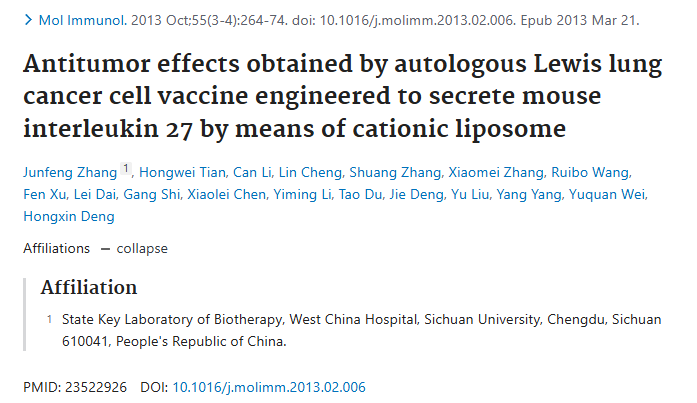 Mol Immunol. 2013 Oct;55(3-4):264-74. doi: 10.1016/j.molimm.2013.02.006. Epub 2013 Mar 21.
Antitumor effects obtained by autologous Lewis lung
cancer cell vaccine engineered to secrete mouse
interleukin 27 by means of cationic liposome
Junfeng Zhang 1, Hongwei Tian, Can Li, Lin Cheng, Shuang Zhang, Xiaomei Zhang, Ruibo Wang,
Fen Xu, Lei Dai, Gang Shi, Xiaolei Chen, Yiming Li, Tao Du, Jie Deng, Yu Liu, Yang Yang, Yuquan Wei,
Hongxin Deng
Affiliations — collapse
Affiliation
1 State Key Laboratory of Biotherapy, West China Hospital, Sichuan University, Chengdu, Sichuan
610041, People's Republic of China.
PMID: 23522926 DOI: 10.1016/j.molimm.2013.02.006